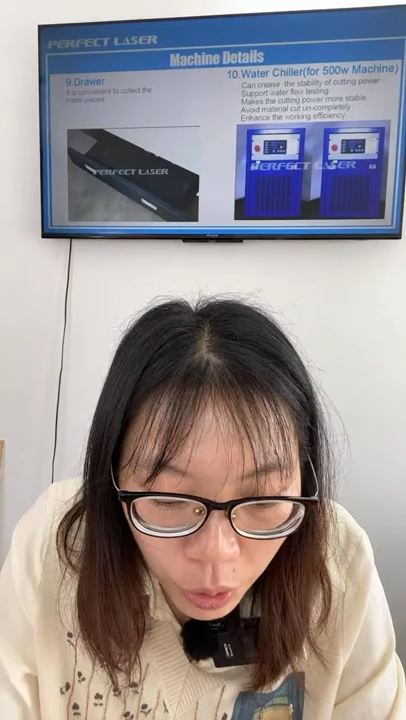 PERFECT LASER
Machine Details
9.Drawer
It is convenient to collect the
metal pieces
10.Water Chiller(for 500w Machine)
Can crease the stability of cutting power
Support water flow testing
Makes the cutting power more stable.
Avoid material cut un-completely
Enhance the working efficiency.
PERFECT LASER
PERFECT LASER